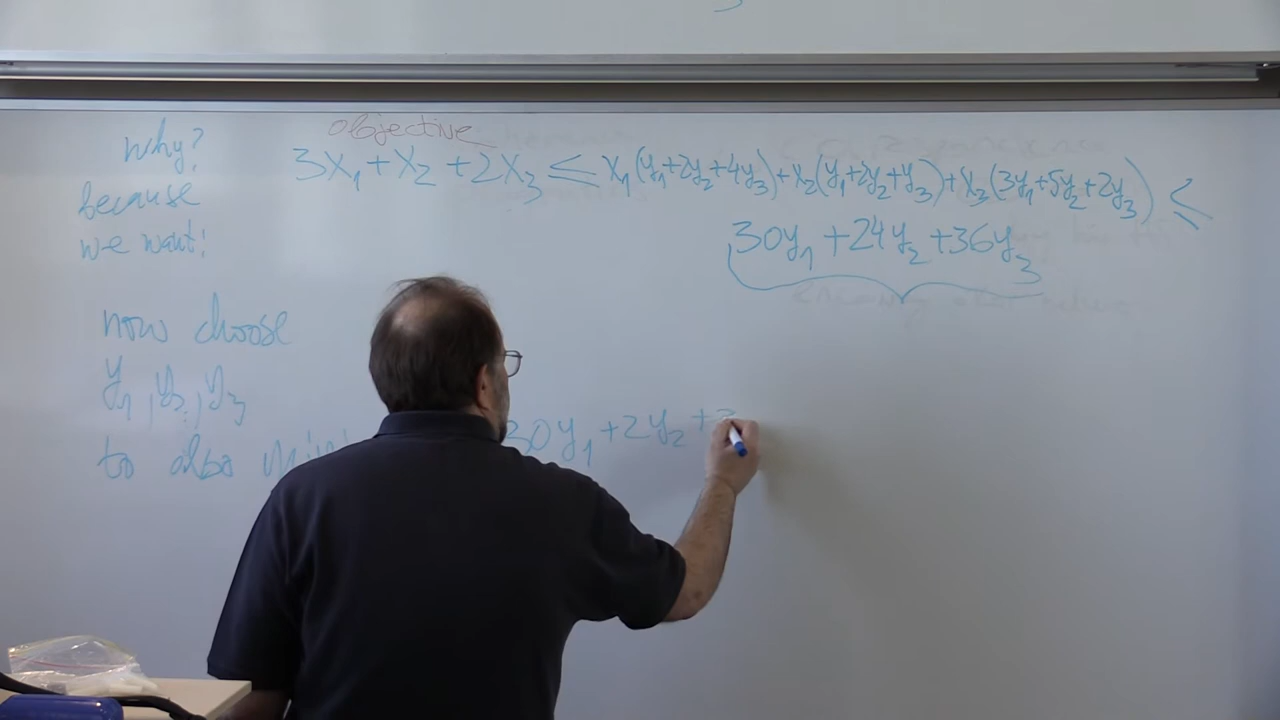 why?
because
we want:
objective
3x₁+x₂+2x₃ ≤ x₁(y₁+2y₂+4y₃)+x₂(y₁+2y₂+y₃)+x₃(3y₁+5y₂+2y₃) ≤
30y₁+24y₂+36y₃
now choose
y₁,y₂,y₃
to also 30y₁+2y₂+3